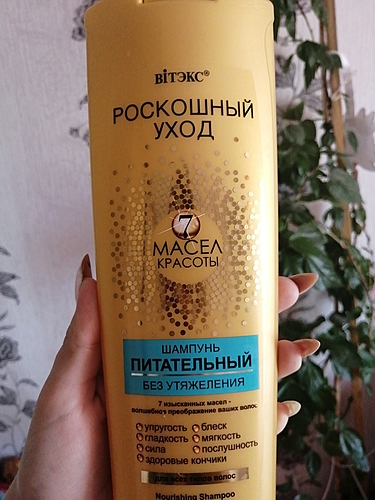 ВІТЭКС®
РОСКОШНЫЙ
УХОД
7
МАСЕЛ
КРАСОТЫ
ШАМПУНЬ
ПИТАТЕЛЬНЫЙ
БЕЗ УТЯЖЕЛЕНИЯ
7 изысканных масел -
волшебное преображение ваших волос
упругость блеск
гладкость мягкость
сила послушность
здоровые кончики
для всех типов волос
Nourishing Shampoo